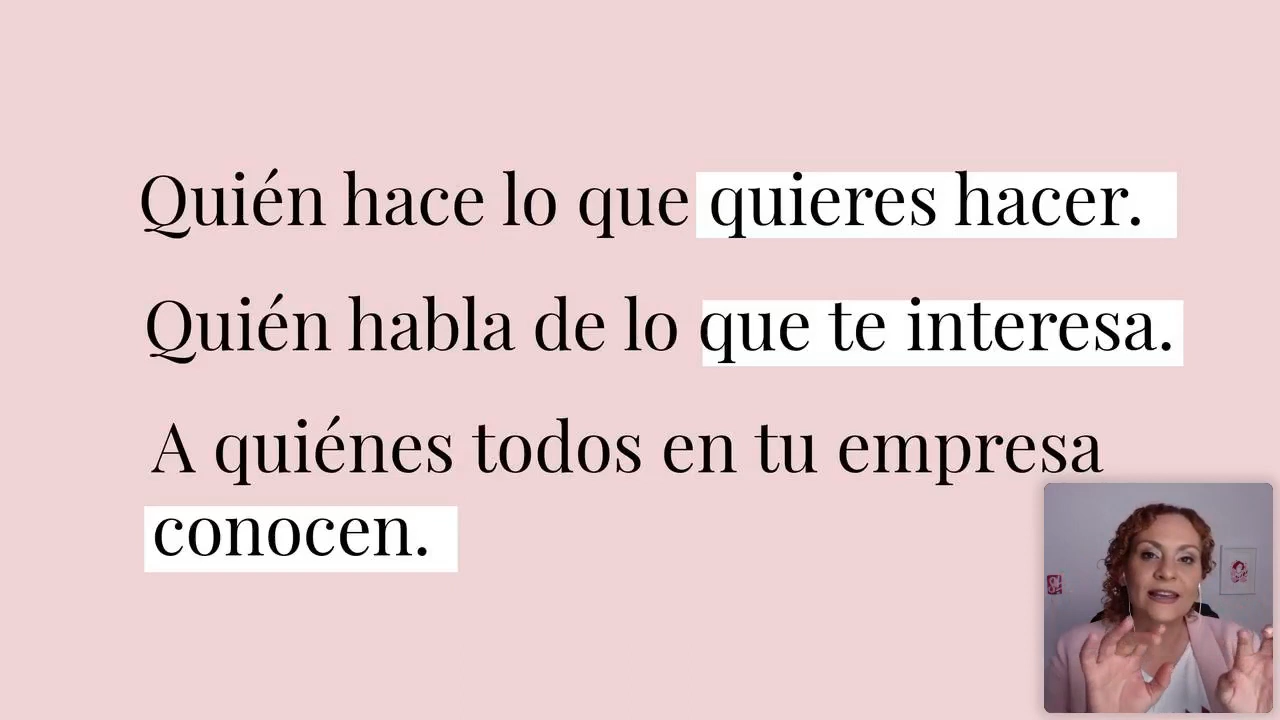 Quién hace lo que quieres hacer.
Quién habla de lo que te interesa.
A quiénes todos en tu empresa
conocen.